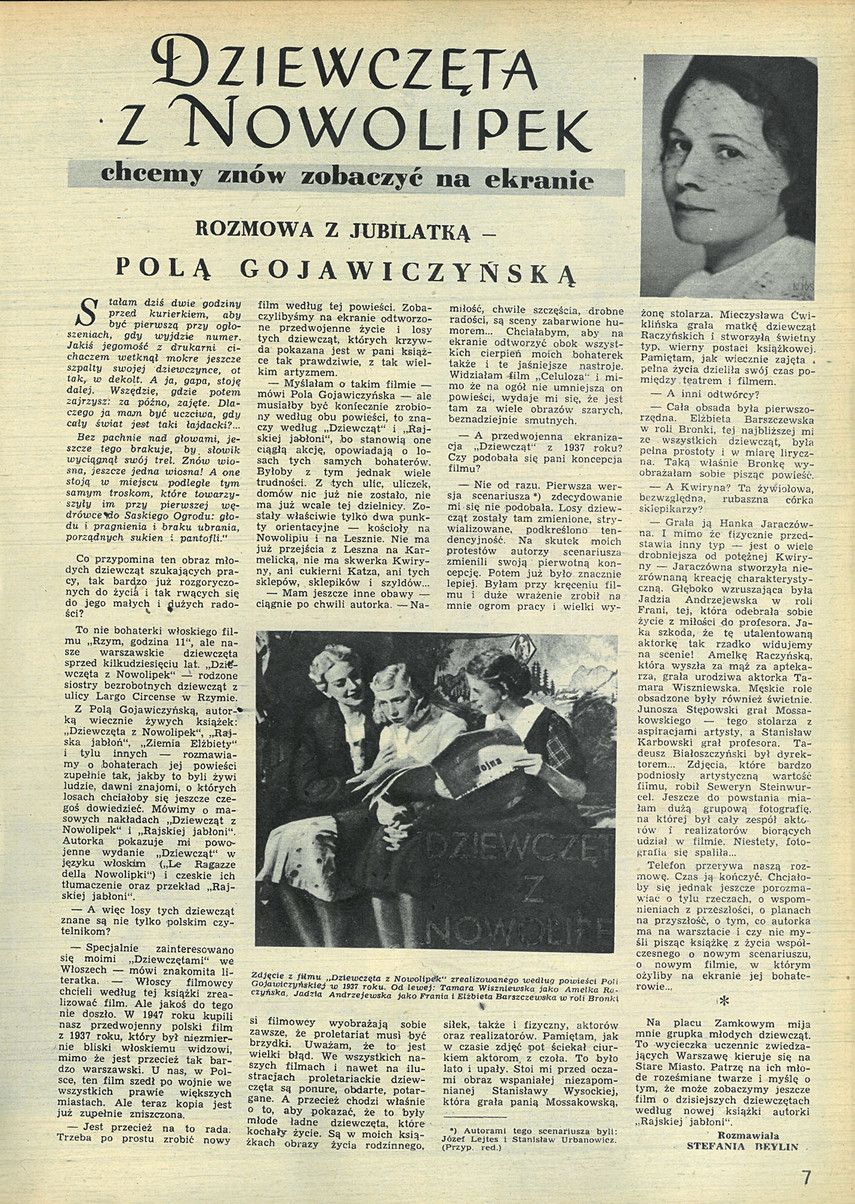 DZIEWCZĘTA
Z NOWOLIPEK
chcemy znów zobaczyć na ekranie
ROZMOWA Z JUBILATKĄ —
POLĄ GOJAWICZYŃSKĄ
Stałam dziś dwie godziny
przed kurierkiem, aby
być pierwszą przy ogło-
szeniach, gdy wyjdzie numer.
Jakiś jegomość z drukarni ci-
chaczem wetknął mokre jeszcze
szpalty swojej dziewczynce, ot
tak, w dekolt. A ja, gapa, stoję
dalej. Wszędzie, gdzie potem
zajrzysz: za późno, zajęte. Dla-
czego ja mam być uczciwa, gdy
cały świat jest taki łajdacki?...
Bez pachnie nad głowami, je-
szcze tego brakuje, by słowik
wyciągnął swój trel. Znów wio-
sna, jeszcze jedna wiosna! A one
stoją w miejscu podległe tym
samym troskom, które towarzy-
szyły im przy pierwszej wę-
drówce do Saskiego Ogrodu: gło-
du i pragnienia i braku ubrania,
porządnych sukien i pantofli."
Co przypomina ten obraz mło-
dych dziewcząt szukających pra-
cy, tak bardzo już rozgoryczo-
nych do życia i tak rwących się
do jego małych i dużych rado-
ści?
To nie bohaterki włoskiego fil-
mu „Rzym, godzina 11", ale na-
sze warszawskie dziewczęta
sprzed kilkudziesięciu lat. „Dzie-
wczęta z Nowolipek" — rodzone
siostry bezrobotnych dziewcząt z
ulicy Largo Circense w Rzymie.
Z Polą Gojawiczyńską, autor-
ką wiecznie żywych książek:
„Dziewczęta z Nowolipek", „Raj-
ska jabłoń", „Ziemia Elżbiety"
i tylu innych — rozmawia-
my o bohaterach jej powieści
zupełnie tak, jakby to byli żywi
ludzie, dawni znajomi, o których
losach chciałoby się jeszcze cze-
goś dowiedzieć. Mówimy o ma-
sowych nakładach „Dziewcząt z
Nowolipek" i „Rajskiej jabłoni".
Autorka pokazuje mi powo-
jenne wydanie „Dziewcząt" w
języku włoskim („Le Ragazze
della Nowolipki") i czeskie ich
tłumaczenie oraz przekład „Raj-
skiej jabłoni".
— A więc losy tych dziewcząt
znane są nie tylko polskim czy-
telnikom?
— Specjalnie zainteresowano
się moimi „Dziewczętami" we
Włoszech — mówi znakomita li-
teratka. — Włoscy filmowcy
chcieli według tej książki zrea-
lizować film. Ale jakoś do tego
nie doszło. W 1947 roku kupili
nasz przedwojenny polski film
z 1937 roku, który był niezmier-
nie bliski włoskiemu widzowi,
mimo że jest przecież tak bar-
dzo warszawski. U nas, w Pol-
sce, ten film szedł po wojnie we
wszystkich prawie większych
miastach. Ale teraz kopia jest
już zupełnie zniszczona.
— Jest przecież na to rada.
Trzeba po prostu zrobić nowy
film według tej powieści. Zoba-
czylibyśmy na ekranie odtworzo-
ne przedwojenne życie i losy
tych dziewcząt, których krzyw-
da pokazana jest w pani książ-
ce tak prawdziwie, z tak wiel-
kim artyzmem.
— Myślałam o takim filmie —
mówi Pola Gojawiczyńska — ale
musiałby być koniecznie zrobio-
ny według obu powieści, to zna-
czy według „Dziewcząt" i „Raj-
skiej jabłoni", bo stanowią one
ciągłą akcję, opowiadają o lo-
sach tych samych bohaterów.
Byłoby z tym jednak wiele
trudności. Z tych ulic, uliczek,
domów nic już nie zostało, nie
ma już wcale tej dzielnicy. Zo-
stały właściwie tylko dwa punk-
ty orientacyjne — kościoły na
Nowolipiu i na Lesznie. Nie ma
już przejścia z Leszna na Kar-
melicką, nie ma skwerka Kwiry-
ny, ani cukierni Katza, ani tych
sklepów, sklepików i szyldów...
— Mam jeszcze inne obawy —
ciągnie po chwili autorka. — Na-
si filmowcy wyobrażają sobie
zawsze, że proletariat musi być
brzydki. Uważam, że to jest
wielki błąd. We wszystkich na-
szych filmach i nawet na ilu-
stracjach proletariackie dziew-
częta są ponure, obdarte, potar-
gane. A przecież chodzi właśnie
o to, aby pokazać, że to były
młode ładne dziewczęta, które
kochały życie. Są w moich książ-
żkach obrazy życia rodzinnego,
miłość, chwile szczęścia, drobne
radości, są sceny zabarwione hu-
morem... Chciałabym, aby na
ekranie odtworzyć obok wszyst-
kich cierpień moich bohaterek
także i te jaśniejsze nastroje.
Widziałam film „Celuloza" i mi-
mo że na ogół nie umniejsza on
powieści, wydaje mi się, że jest
tam za wiele obrazów szarych,
beznadziejnie smutnych.
— A przedwojenna ekraniza-
cja „Dziewcząt" z 1937 roku?
Czy podobała się pani koncepcja
filmu?
— Nie od razu. Pierwsza wer-
sja scenariusza *) zdecydowanie
mi się nie podobała. Losy dziew-
cząt zostały tam zmienione, stry-
wializowane, podkreślono ten-
dencyjność. Na skutek moich
protestów autorzy scenariusza
zmienili swoją pierwotną kon-
cepcję. Potem już było znacznie
lepiej. Byłam przy kręceniu fil-
mu i duże wrażenie zrobił na
mnie ogrom pracy i wielki wy-
siłek, także i fizyczny, aktorów
oraz realizatorów. Pamiętam, jak
w czasie zdjęć pot ściekał ciur-
kiem aktorom z czoła. To było
lato i upały. Stoi mi przed ocza-
mi obraz wspaniałej niezapom-
nianej Stanisławy Wysockiej,
która grała panią Mossakowską,
*) Autorami tego scenariusza byli:
Józef Lejtes i Stanisław Urbanowicz.
(Przyp. red.)
żonę stolarza. Mieczysława Ćwi-
klińska grała matkę dziewcząt
Raczyńskich i stworzyła świetny
typ, wierny postaci książkowej.
Pamiętam, jak wiecznie zajęta i
pełna życia dzieliła swój czas po-
między teatrem i filmem.
— A inni odtwórcy?
— Cała obsada była pierwszo-
rzędna. Elżbieta Barszczewska
w roli Bronki, tej najbliższej mi
ze wszystkich dziewcząt, była
pełna prostoty i w miarę lirycz-
na. Taką właśnie Bronkę wy-
obrażałam sobie pisząc powieść.
— A Kwiryna? Ta żywiołowa,
bezwzględna, rubaszna córka
sklepikarzy?
— Grała ją Hanka Jaraczów-
na. I mimo że fizycznie przed-
stawia inny typ — jest o wiele
drobniejsza od potężnej Kwiry-
ny — Jaraczówna stworzyła nie-
zrównaną kreację charakterysty-
czną. Głęboko wzruszająca była
Jadzia Andrzejewska w roli
Frani, tej, która odebrała sobie
życie z miłości do profesora. Ja-
ka szkoda, że tę utalentowaną
aktorkę tak rzadko widujemy
na scenie! Amelkę Raczyńską,
która wyszła za mąż za apteka-
rza, grała urodziwa aktorka Ta-
mara Wiszniewska. Męskie role
obsadzone były również świetnie.
Junosza Stępowski grał Mossa-
kowskiego — tego stolarza z
aspiracjami artysty, a Stanisław
Karbowski grał profesora. Ta-
deusz Białoszczyński był dyrek-
torem... Zdjęcia, które bardzo
podniosły artystyczną wartość
filmu, robił Seweryn Steinwur-
cel. Jeszcze do powstania mia-
łam dużą grupową fotografię,
na której był cały zespół akto-
rów i realizatorów biorących
udział w filmie. Niestety, foto-
grafia się spaliła...
Telefon przerywa naszą roz-
mowę. Czas ją kończyć. Chciało-
by się jednak jeszcze porozma-
wiac o tylu rzeczach, o wspom-
nieniach z przeszłości, o planach
na przyszłość, o tym, co autorka
ma na warsztacie i czy nie my-
śli pisząc książkę z życia współ-
czesnego o nowym scenariuszu,
o nowym filmie, w którym
ożyliby na ekranie jej bohate-
rowie...
*
Na placu Zamkowym mija
mnie grupka młodych dziewcząt.
To wycieczka uczennic zwiedza-
jących Warszawę kieruje się na
Stare Miasto. Patrzę na ich mło-
de roześmiane twarze i myślę o
tym, że może zobaczymy jeszcze
film o dzisiejszych dziewczętach
według nowej książki autorki
„Rajskiej jabłoni".
Rozmawiała
STEFANIA BEYLIN
wojna
DZIEWCZĘ
Z
NOWOLIPE
Zdjęcie z filmu „Dziewczęta z Nowolipek" zrealizowanego według powieści Poli
Gojawiczyńskiej w 1937 roku. Od lewej: Tamara Wiszniewska jako Amelka Ra-
czyńska, Jadzia Andrzejewska jako Frania i Elżbieta Barszczewska w roli Bronki
7